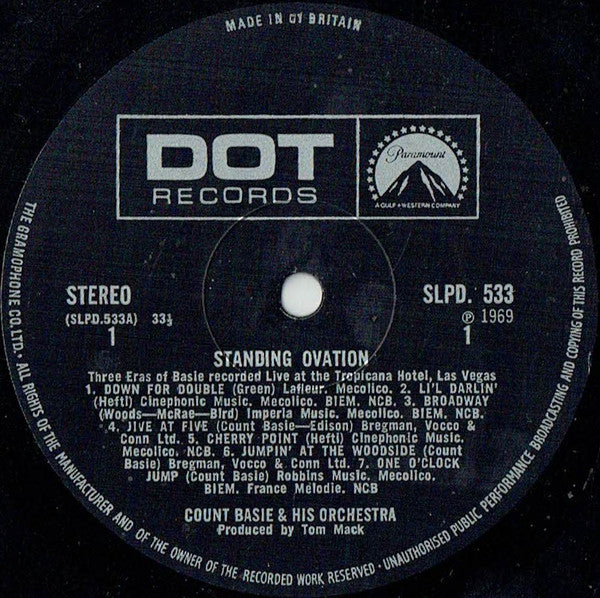 MADE IN GT BRITAIN
DOT
RECORDS
Paramount
A GULF + WESTERN COMPANY
STEREO
(SLPD.533A) 33⅓
1
SLPD. 533
℗ 1969
1
STANDING OVATION
Three Eras of Basie recorded Live at the Tropicana Hotel, Las Vegas
1. DOWN FOR DOUBLE (Green) Lafleur. Mecolico. 2. LI'L DARLIN'
(Hefti) Cinephonic Music. Mecolico. BIEM. NCB. 3. BROADWAY
(Woods—McRae—Bird) Imperia Music. Mecolico. BIEM. NCB.
4. JIVE AT FIVE (Count Basie—Edison) Bregman, Vocco &
Conn Ltd. 5. CHERRY POINT (Hefti) Cinephonic Music.
Mecolico. NCB. 6. JUMPIN' AT THE WOODSIDE (Count
Basie) Bregman, Vocco & Conn Ltd. 7. ONE O'CLOCK
JUMP (Count Basie) Robbins Music. Mecolico.
BIEM. France Mélodie. NCB
COUNT BASIE & HIS ORCHESTRA
Produced by Tom Mack
THE GRAMOPHONE CO. LTD. • ALL RIGHTS OF THE MANUFACTURER AND OF THE OWNER OF THE RECORDED WORK RESERVED • UNAUTHORISED PUBLIC PERFORMANCE BROADCASTING AND COPYING OF THIS RECORD PROHIBITED